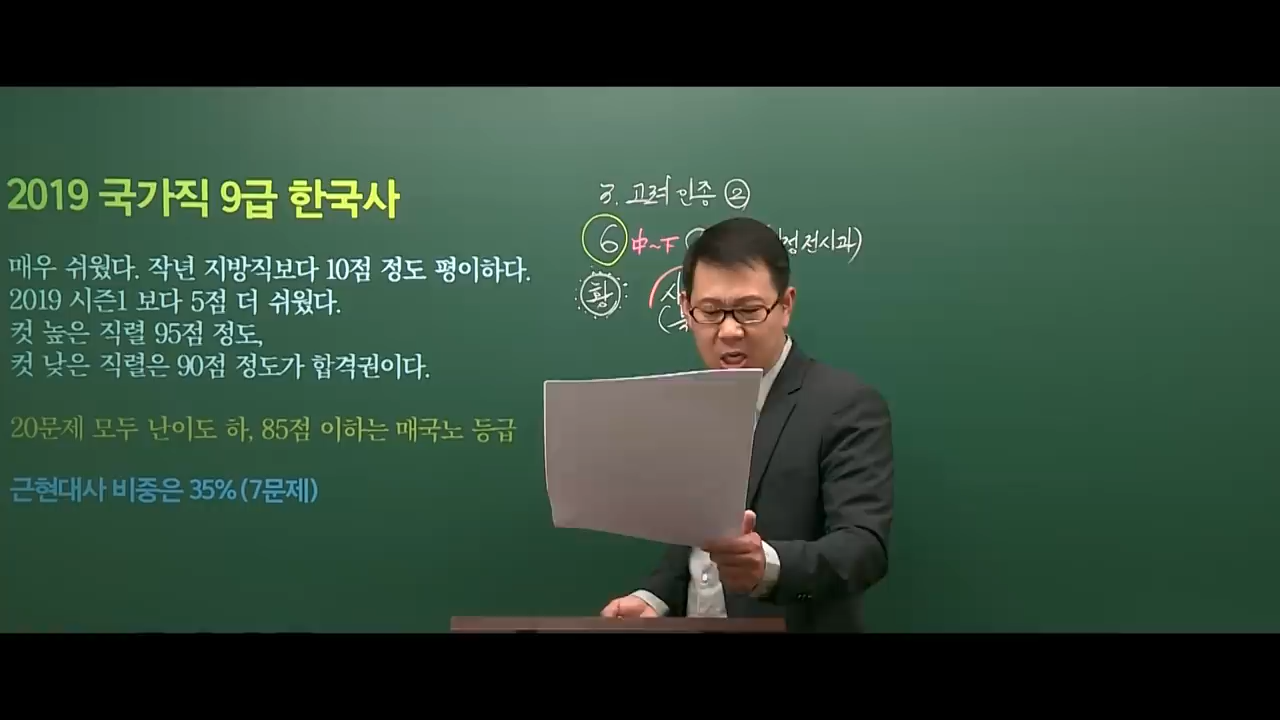 2019 국가직 9급 한국사
매우 쉬웠다. 작년 지방직보다 10점 정도 평이하다.
2019 시즌1 보다 5점 더 쉬웠다.
컷 높은 직렬 95점 정도,
컷 낮은 직렬은 90점 정도가 합격권이다.
20문제 모두 난이도 하, 85점 이하는 매국노 등급
근현대사 비중은 35% (7문제)
고려 인종 ②
6 中~下 정전시과)
황